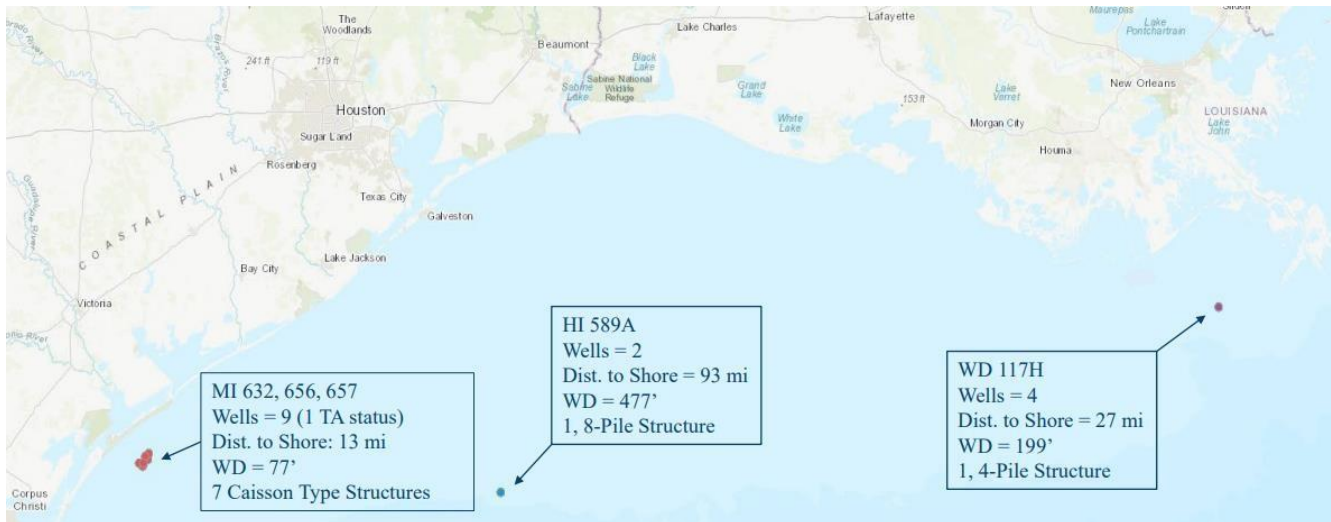 Maurepas
Lake
Pontchartrain
The
Woodlands
Lafayette
Lake Charles
Beaumont
241 ft
119 ft
Black
Lake
Sabine National
Wildlife
Refuge
Sabine
Lake
Grand
Lake
New Orleans
Houston
153 ft
Lake
Verret
LOUISIANA
Lake
John
White
Lake
Morgan City
Sugar Land
Houma
Rosenberg
Texas City
COASTAL PLAIN
Galveston
Lake Jackson
Bay City
Victoria
HI 589A
Wells = 2
Dist. to Shore = 93 mi
WD = 477’
1, 8-Pile Structure
WD 117H
Wells = 4
Dist. to Shore = 27 mi
WD = 199’
1, 4-Pile Structure
MI 632, 656, 657
Wells = 9 (1 TA status)
Dist. to Shore: 13 mi
WD = 77’
7 Caisson Type Structures
Corpus
Christi